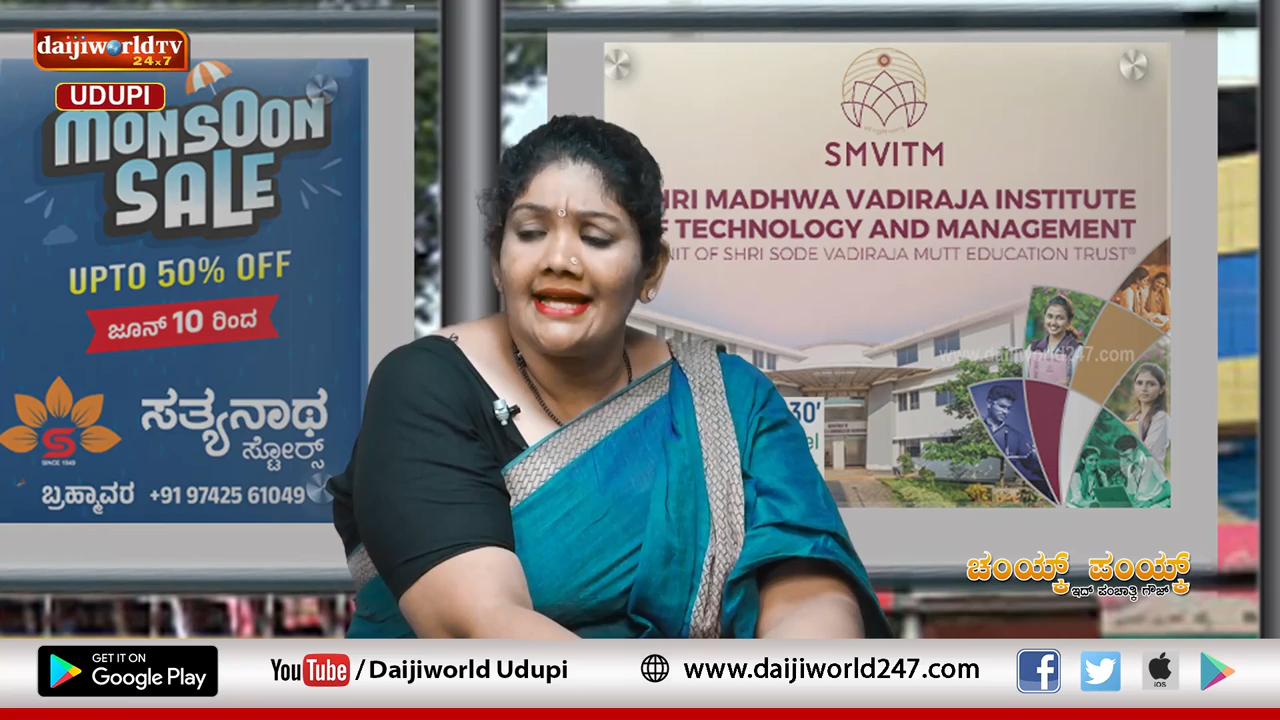 daijiworldTV
24x7
UDUPI
MONSOON
SALE
UPTO 50% OFF
ಜೂನ್ 10 ರಿಂದ
S
SINCE 1949
ಸತ್ಯನಾಥ
ಸ್ಟೋರ್ಸ್
ಬ್ರಹ್ಮಾವರ +91 97425 61049
SMVITM
HRI MADHWA VADIRAJA INSTITUTE
F TECHNOLOGY AND MANAGEMENT
NIT OF SHRI SODE VADIRAJA MUTT EDUCATION TRUST®
www.daijiworld247.com
30'
ಚಂಯ್ಕ್ ಪಂಯ್ಕ್
GET IT ON
Google Play
YouTube / Daijiworld Udupi
www.daijiworld247.com
iOS